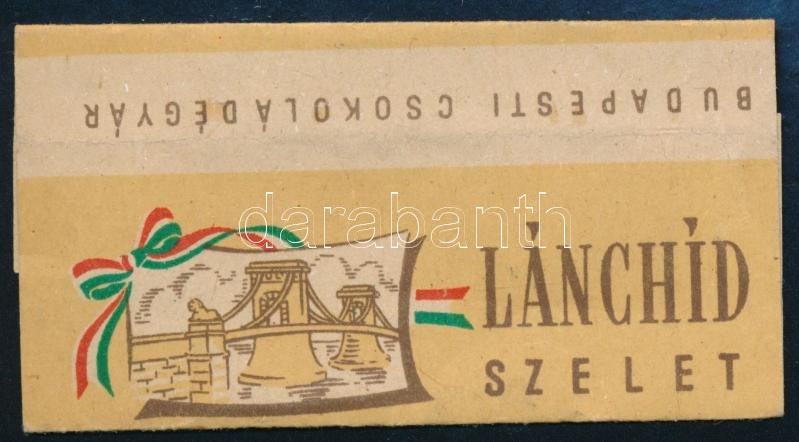 BUDAPESTI CSOKOLÁDÉGYÁR
darabanth
LÁNCHÍD
SZELET